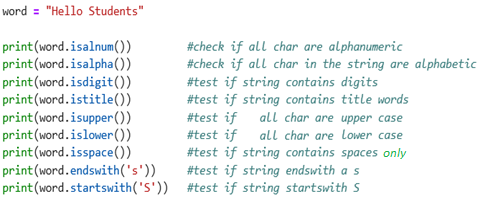 word = "Hello Students"
print(word.isalnum()) #check if all char are alphanumeric
print(word.isalpha()) #check if all char in the string are alphabetic
print(word.isdigit()) #test if string contains digits
print(word.istitle()) #test if string contains title words
print(word.isupper()) #test if all char are upper case
print(word.islower()) #test if all char are lower case
print(word.isspace()) #test if string contains spaces only
print(word.endswith('s')) #test if string endswith a s
print(word.startswith('S')) #test if string startswith S